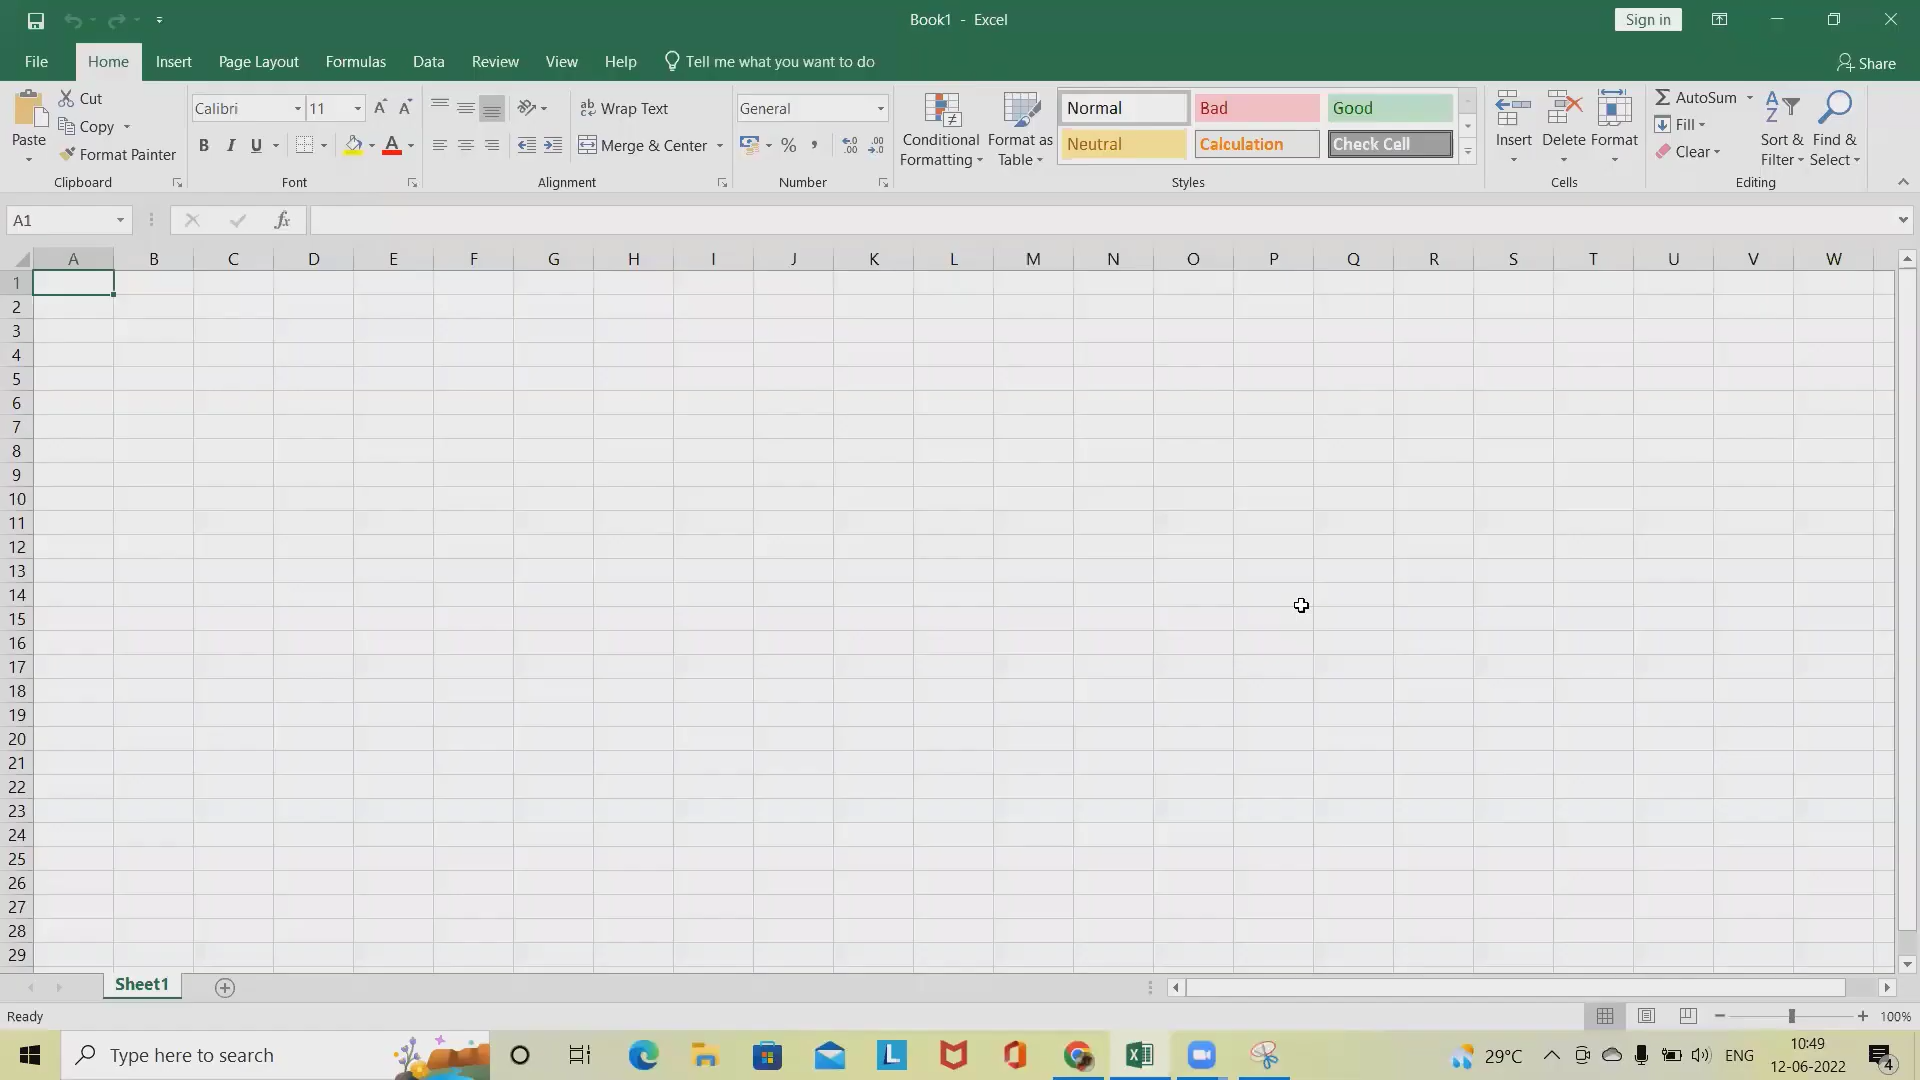 Book1 - Excel
Sign in
File Home Insert Page Layout Formulas Data Review View Help Tell me what you want to do
Share
Paste
Cut
Copy
Format Painter
Clipboard
Calibri 11
B I U
Font
Wrap Text
Merge & Center
Alignment
General
%
Number
Conditional Formatting
Format as Table
Normal Bad Good
Neutral Calculation Check Cell
Styles
Insert Delete Format
Cells
AutoSum
Fill
Clear
Sort & Filter
Find & Select
Editing
A1
fx
A B C D E F G H I J K L M N O P Q R S T U V W
1
2
3
4
5
6
7
8
9
10
11
12
13
14
15
16
17
18
19
20
21
22
23
24
25
26
27
28
29
Sheet1
Ready
100%
Type here to search
29°C
ENG
10:49
12-06-2022
4